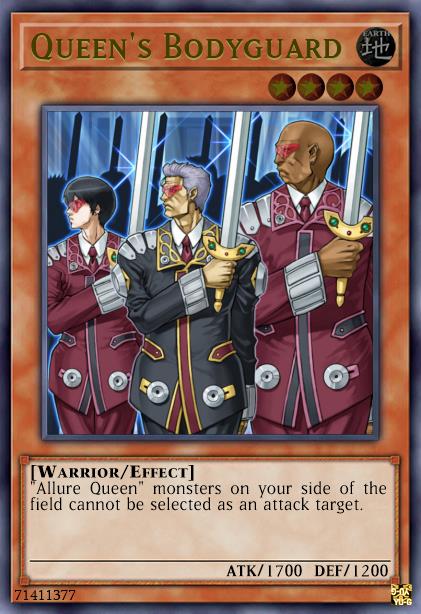 QUEEN'S BODYGUARD
EARTH
地
[WARRIOR/EFFECT]
"Allure Queen" monsters on your side of the
field cannot be selected as an attack target.
ATK/1700 DEF/1200
71411377